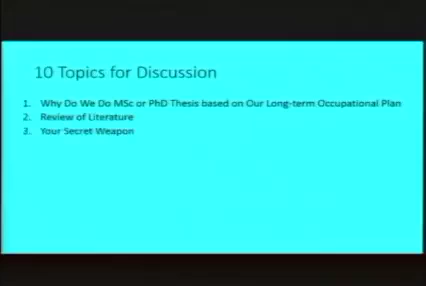 10 Topics for Discussion
1. Why Do We Do MSc or PhD Thesis based on Our Long-term Occupational Plan
2. Review of Literature
3. Your Secret Weapon